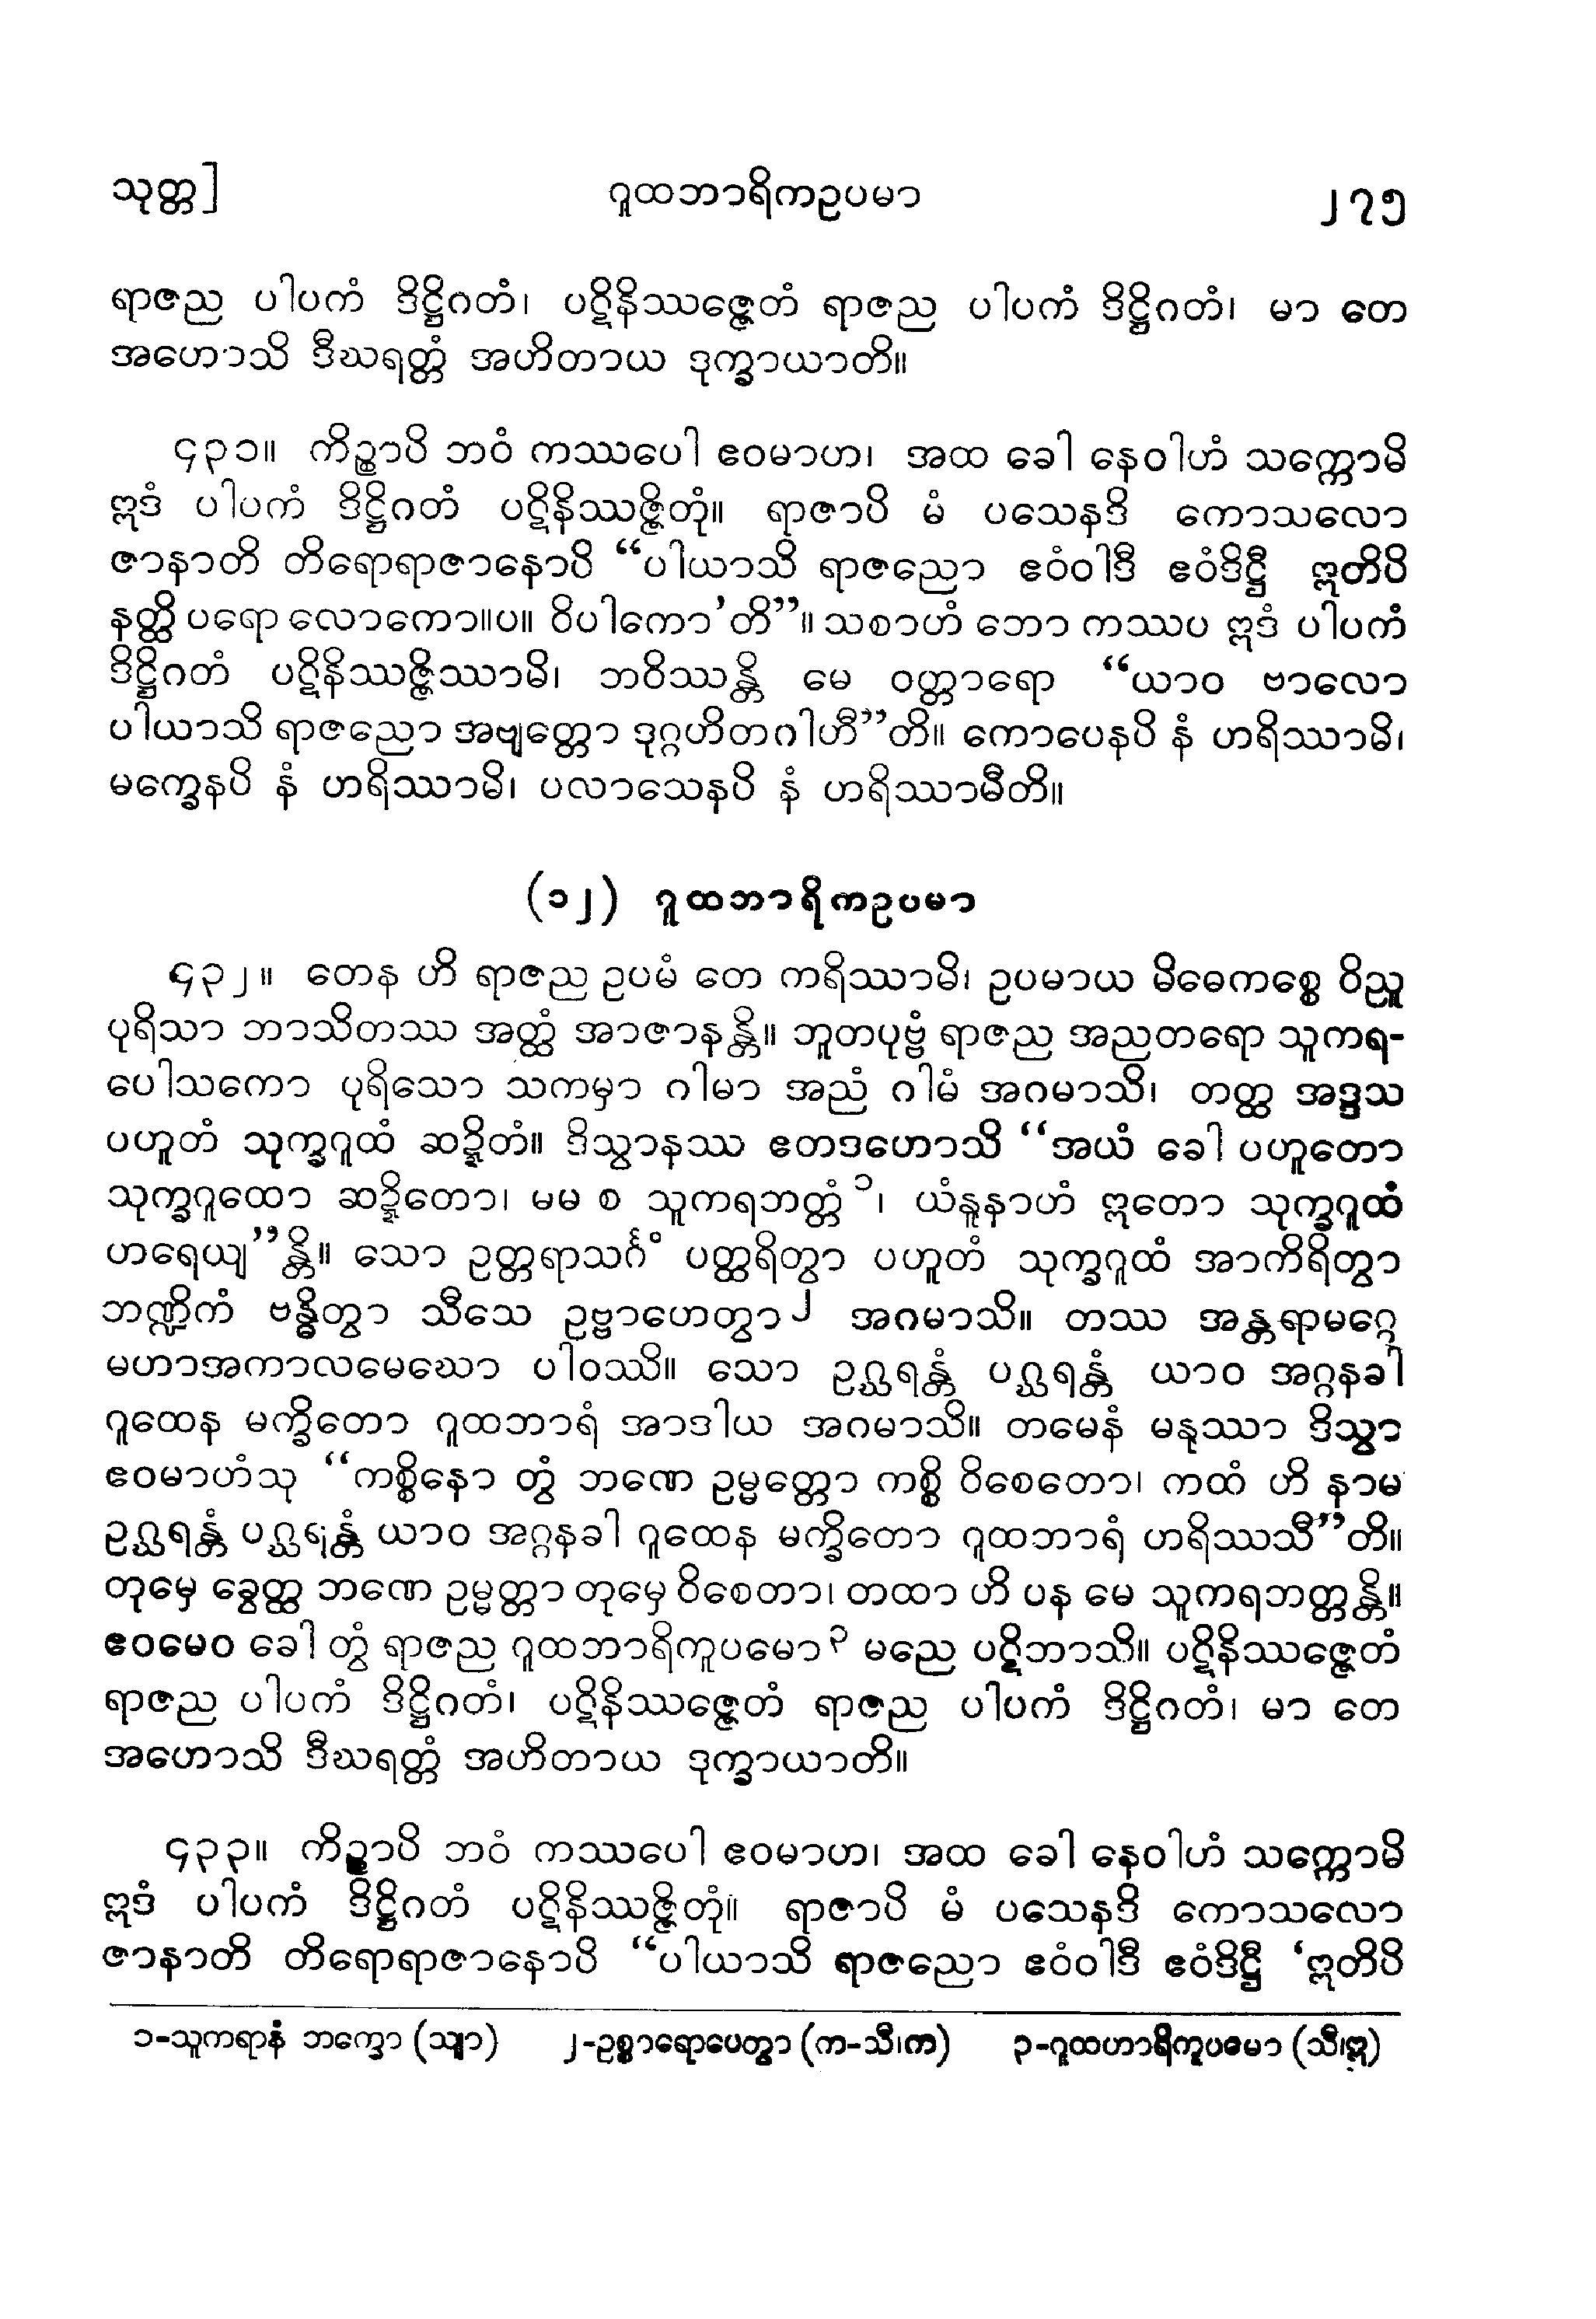 သုတ္တ] ဂူထဘာရိကဥပမာ ၂၇၅
ရာဇည ပါပကံ ဒိဋ္ဌိဂတံ၊ ပဋိနိဿဇ္ဇေတံ ရာဇည ပါပကံ ဒိဋ္ဌိဂတံ၊ မာ တေ
အဟောသိ ဒီဃရတ္တံ အဟိတာယ ဒုက္ခာယာတိ။
၄၃၁။ ကိဉ္စာပိ ဘဝံ ကဿပေါ ဧဝမာဟ၊ အထ ခေါ နေဝါဟံ သက္ကောမိ
ဣဒံ ပါပကံ ဒိဋ္ဌိဂတံ ပဋိနိဿဇ္ဇိတုံ။ ရာဇာပိ မံ ပသေနဒိ ကောသလော
ဇာနာတိ တိရောရာဇာနောပိ “ပါယာသိ ရာဇညော ဧဝံဝါဒီ ဧဝံဒိဋ္ဌီ ဣတိပိ
နတ္ထိ ပရော လောကော။ပ။ ဝိပါကော’တိ”။ သစာဟံ ဘော ကဿပ ဣဒံ ပါပကံ
ဒိဋ္ဌိဂတံ ပဋိနိဿဇ္ဇိဿာမိ၊ ဘဝိဿန္တိ မေ ဝတ္တာရော “ယာဝ ဗာလော
ပါယာသိ ရာဇညော အဗျတ္တော ဒုဂ္ဂဟိတဂါဟီ”တိ။ ကောပေနပိ နံ ဟရိဿာမိ၊
မက္ခေနပိ နံ ဟရိဿာမိ၊ ပလာသေနပိ နံ ဟရိဿာမီတိ။
(၁၂) ဂူထဘာရိကဥပမာ
၄၃၂။ တေန ဟိ ရာဇည ဥပမံ တေ ကရိဿာမိ၊ ဥပမာယ မိဓေကစ္စေ ဝိညူ
ပုရိသာ ဘာသိတဿ အတ္ထံ အာဇာနန္တိ။ ဘူတပုဗ္ဗံ ရာဇည အညတရော သူကရ-
ပေါသကော ပုရိသော သကမှာ ဂါမာ အညံ ဂါမံ အဂမာသိ၊ တတ္ထ အဒ္ဒသ
ပဟူတံ သုက္ခဂူထံ ဆဍ္ဍိတံ။ ဒိသွာနဿ ဧတဒဟောသိ “အယံ ခေါ ပဟူတော
သုက္ခဂူထော ဆဍ္ဍိတော၊ မမ စ သူကရဘတ္တံ ၁၊ ယံနူနာဟံ ဣတော သုက္ခဂူထံ
ဟရေယျ”န္တိ။ သော ဥတ္တရာသင်္ဂံ ပတ္ထရိတွာ ပဟူတံ သုက္ခဂူထံ အာကိရိတွာ
ဘဏ္ဍိကံ ဗန္ဓိတွာ သီသေ ဥဗ္ဗာဟေတွာ ၂ အဂမာသိ။ တဿ အန္တရာမဂ္ဂေ
မဟာအကာလမေဃော ပါဝဿိ။ သော ဥဂ္ဃရန္တံ ပဂ္ဃရန္တံ ယာဝ အဂ္ဂနခါ
ဂူထေန မက္ခိတော ဂူထဘာရံ အာဒါယ အဂမာသိ။ တမေနံ မနုဿာ ဒိသွာ
ဧဝမာဟံသု “ကစ္စိနော တွံ ဘဏေ ဥမ္မတ္တော ကစ္စိ ဝိစေတော၊ ကထံ ဟိ နာမ
ဥဂ္ဃရန္တံ ပဂ္ဃရန္တံ ယာဝ အဂ္ဂနခါ ဂူထေန မက္ခိတော ဂူထဘာရံ ဟရိဿသီ”တိ။
တုမှေ ခွေတ္ထ ဘဏေ ဥမ္မတ္တာ တုမှေ ဝိစေတာ၊ တထာ ဟိ ပန မေ သူကရဘတ္တန္တိ။
ဧဝမေဝ ခေါ တွံ ရာဇည ဂူထဘာရိကူပမော ၃ မညေ ပဋိဘာသိ။ ပဋိနိဿဇ္ဇေတံ
ရာဇည ပါပကံ ဒိဋ္ဌိဂတံ၊ ပဋိနိဿဇ္ဇေတံ ရာဇည ပါပကံ ဒိဋ္ဌိဂတံ၊ မာ တေ
အဟောသိ ဒီဃရတ္တံ အဟိတာယ ဒုက္ခာယာတိ။
၄၃၃။ ကိဉ္စာပိ ဘဝံ ကဿပေါ ဧဝမာဟ၊ အထ ခေါ နေဝါဟံ သက္ကောမိ
ဣဒံ ပါပကံ ဒိဋ္ဌိဂတံ ပဋိနိဿဇ္ဇိတုံ။ ရာဇာပိ မံ ပသေနဒိ ကောသလော
ဇာနာတိ တိရောရာဇာနောပိ “ပါယာသိ ရာဇညော ဧဝံဝါဒီ ဧဝံဒိဋ္ဌီ ‘ဣတိပိ
၁-သူကရာနံ ဘက္ခော (သျာ) ၂-ဥစ္စာရောပေတွာ (က-သီ၊က) ၃-ဂူထဟာရိကူပမော (သီ၊ဣ)